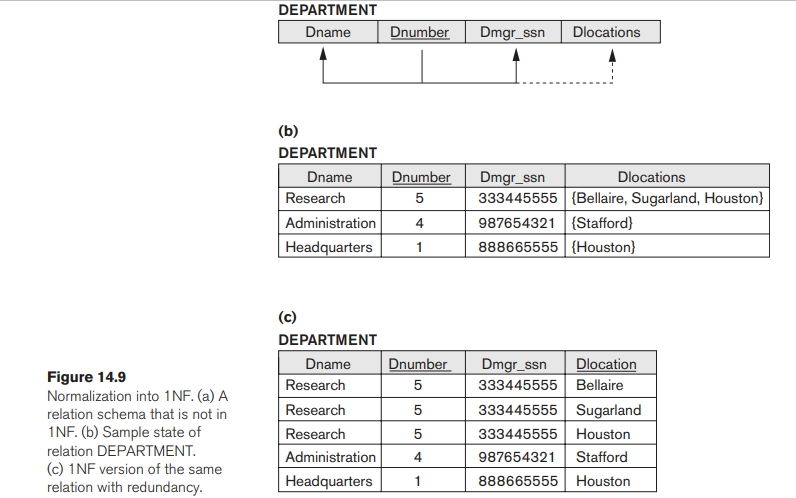 DEPARTMENT
Dname Dnumber Dmgr_ssn Dlocations
(b)
DEPARTMENT
Dname Dnumber Dmgr_ssn Dlocations
Research 5 333445555 {Bellaire, Sugarland, Houston}
Administration 4 987654321 {Stafford}
Headquarters 1 888665555 {Houston}
(c)
DEPARTMENT
Dname Dnumber Dmgr_ssn Dlocation
Research 5 333445555 Bellaire
Research 5 333445555 Sugarland
Research 5 333445555 Houston
Administration 4 987654321 Stafford
Headquarters 1 888665555 Houston
Figure 14.9
Normalization into 1NF. (a) A
relation schema that is not in
1NF. (b) Sample state of
relation DEPARTMENT.
(c) 1NF version of the same
relation with redundancy.